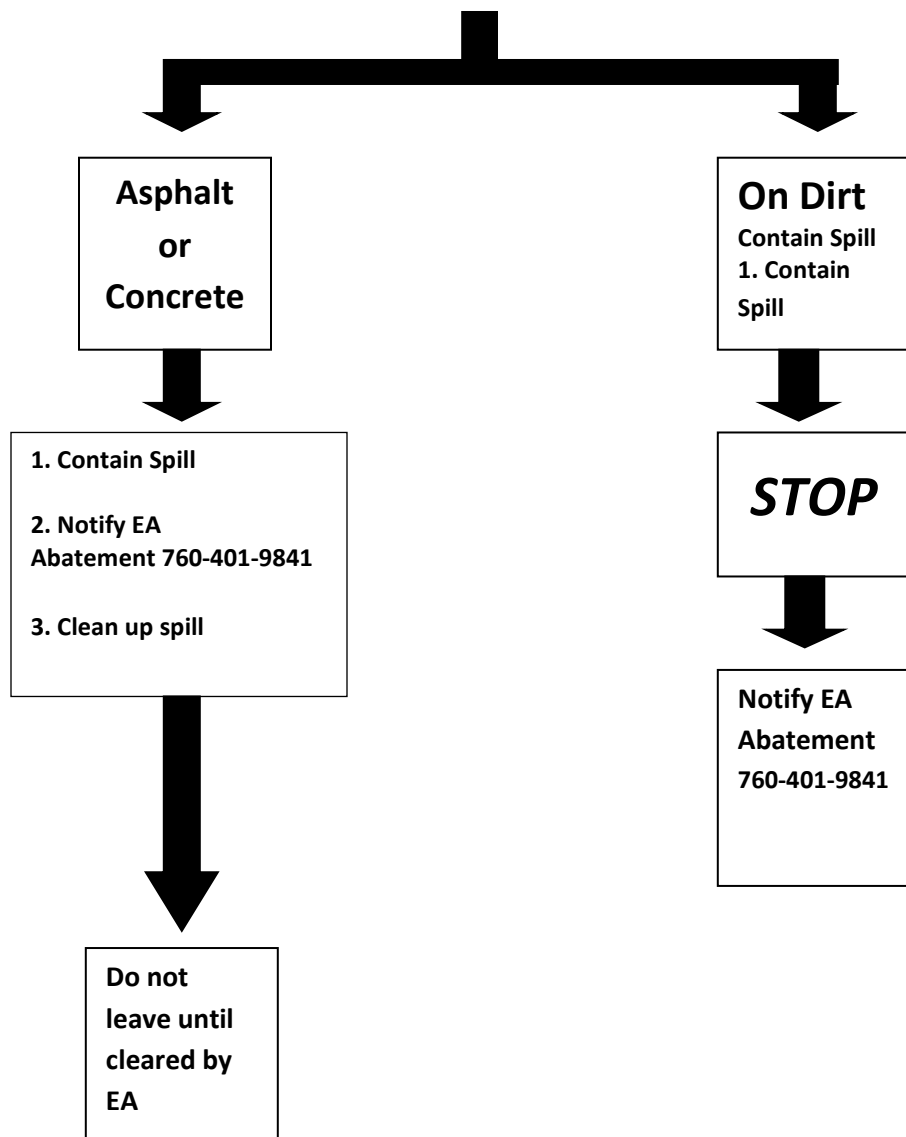 Asphalt
or
Concrete
On Dirt
Contain Spill
1. Contain
Spill
1. Contain Spill
2. Notify EA
Abatement 760-401-9841
3. Clean up spill
STOP
Notify EA
Abatement
760-401-9841
Do not
leave until
cleared by
EA